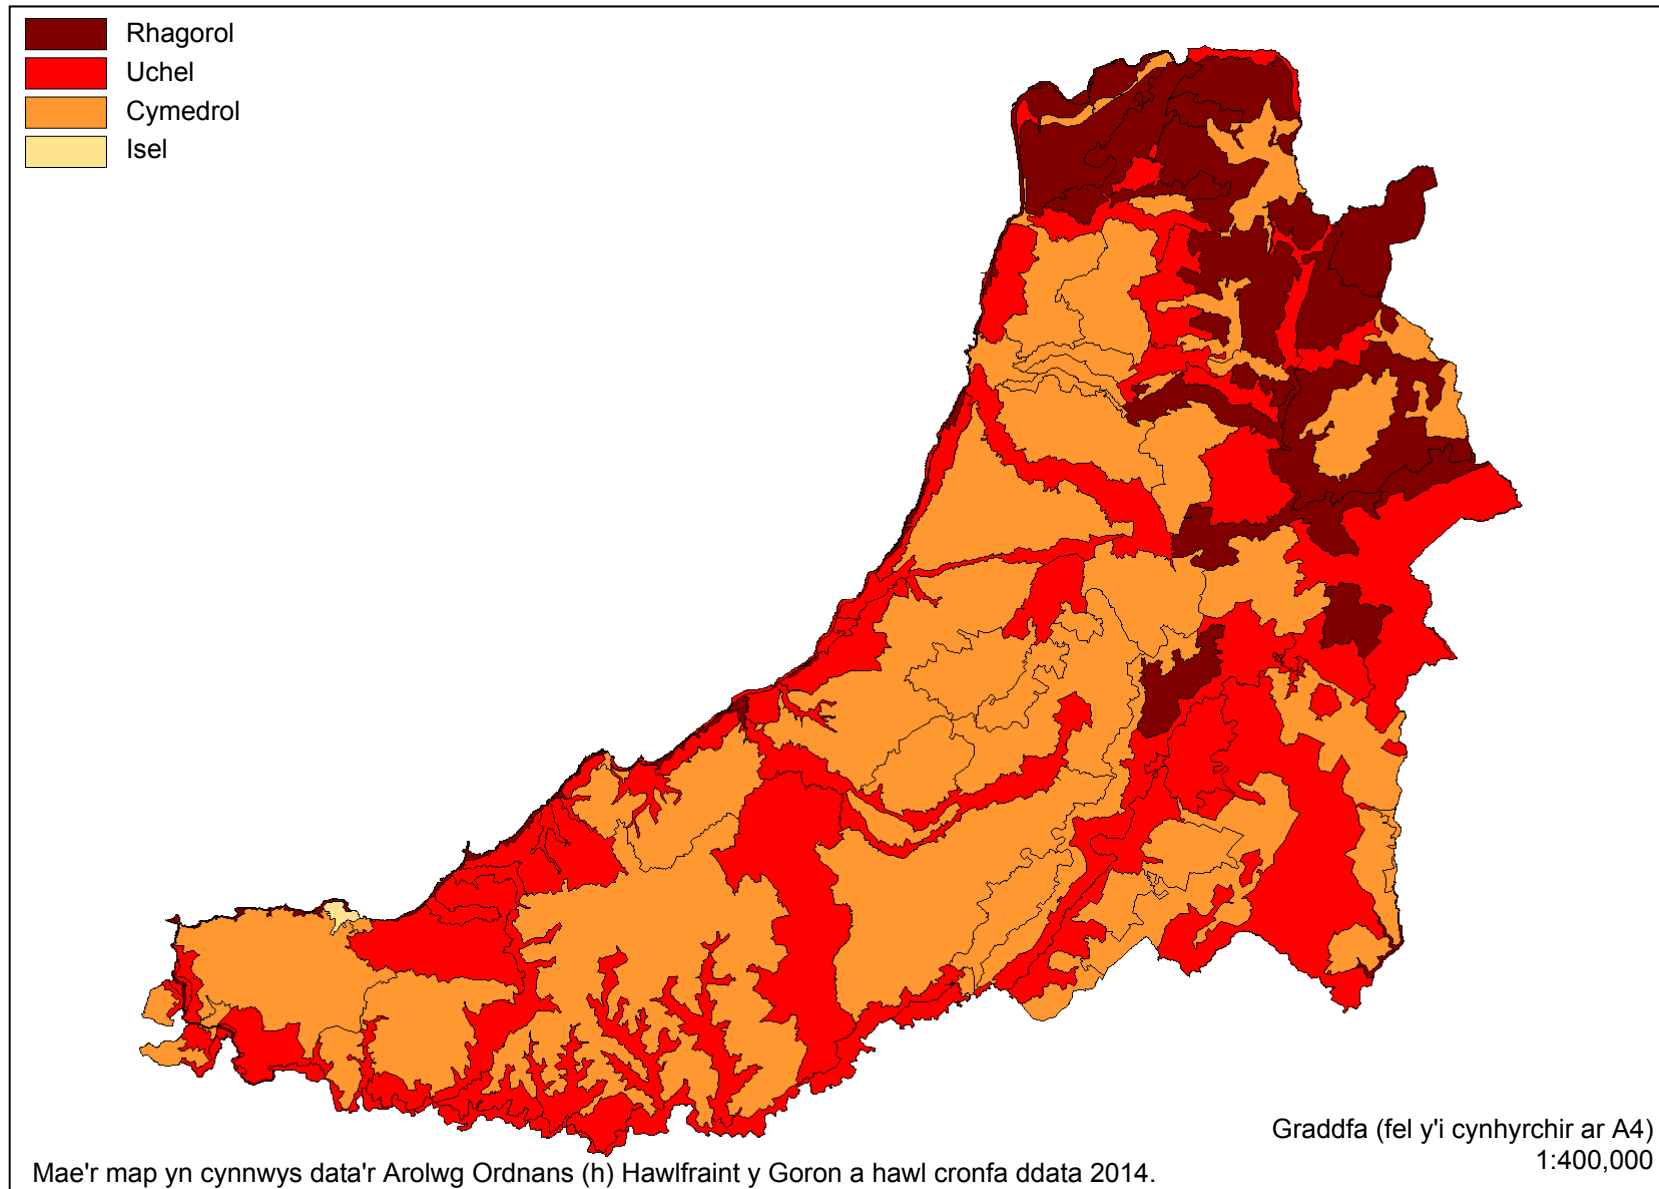 Rhagorol
Uchel
Cymedrol
Isel
Graddfa (fel y'i cynhyrchir ar A4)
1:400,000
Mae'r map yn cynnwys data'r Arolwg Ordnans (h) Hawlfraint y Goron a hawl cronfa ddata 2014.